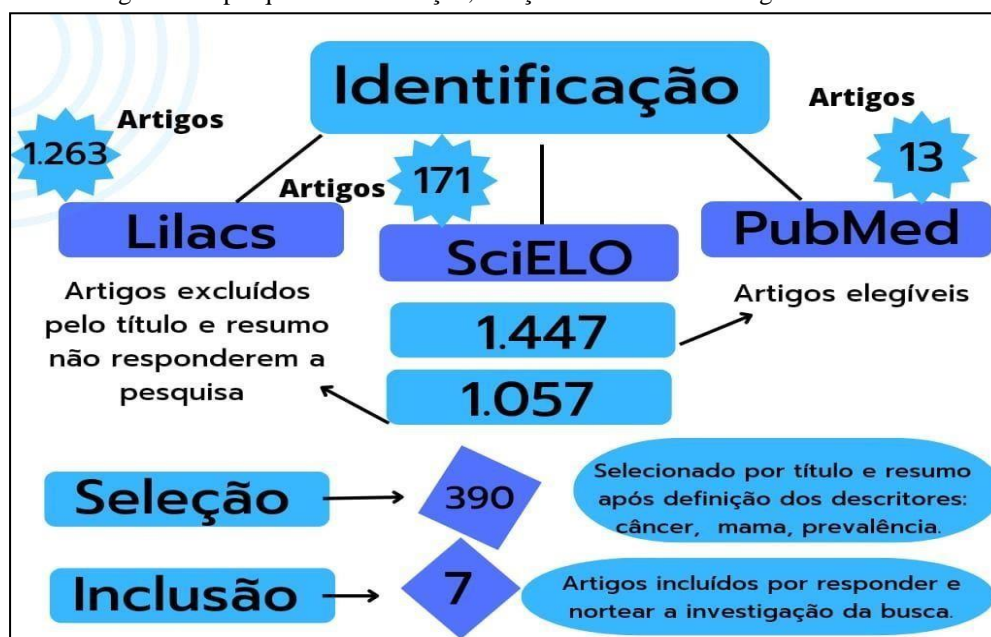 Identificação
Artigos
1.263
Artigos
171
Artigos
13
Lilacs
SciELO
PubMed
Artigos excluídos
pelo título e resumo
não responderem a
pesquisa
Artigos elegíveis
1.447
1.057
Seleção
390
Selecionado por título e resumo
após definição dos descritores:
câncer, mama, prevalência.
Inclusão
7
Artigos incluídos por responder e
nortear a investigação da busca.